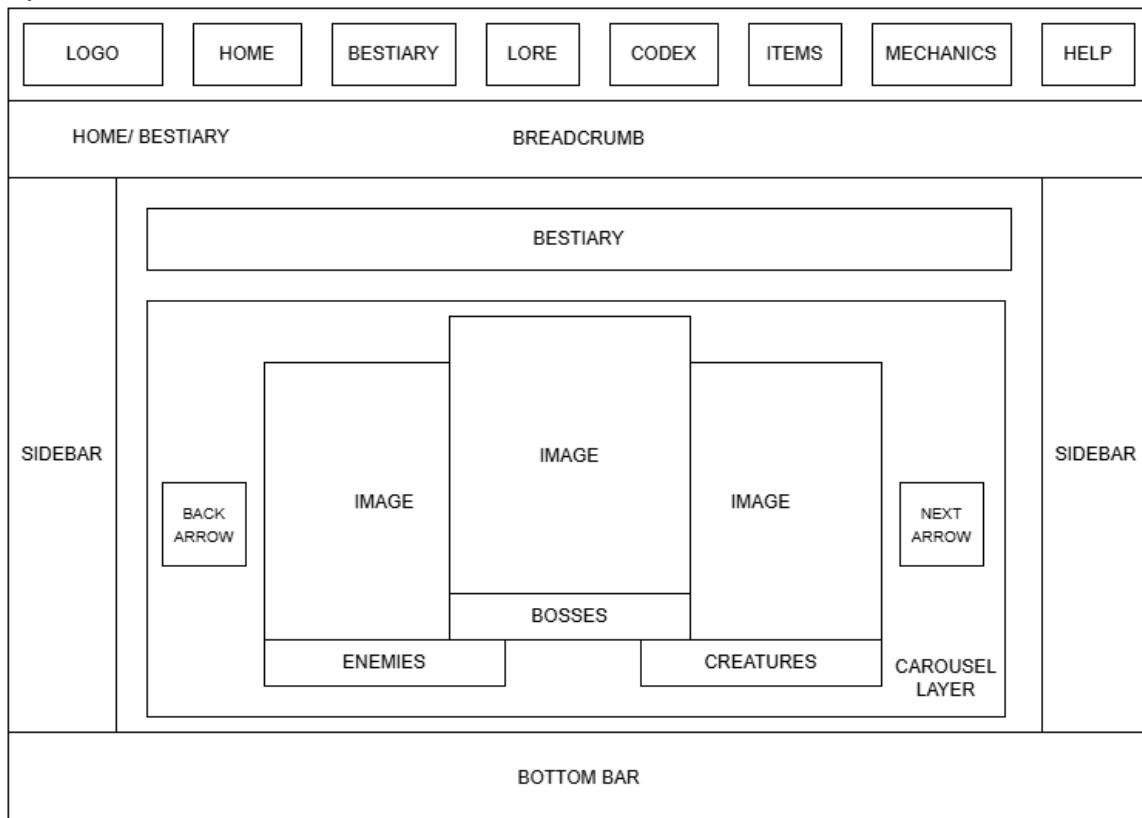 LOGO
HOME
BESTIARY
LORE
CODEX
ITEMS
MECHANICS
HELP
HOME/ BESTIARY
BREADCRUMB
SIDEBAR
BESTIARY
BACK
ARROW
IMAGE
IMAGE
IMAGE
NEXT
ARROW
BOSSES
ENEMIES
CREATURES
CAROUSEL
LAYER
SIDEBAR
BOTTOM BAR